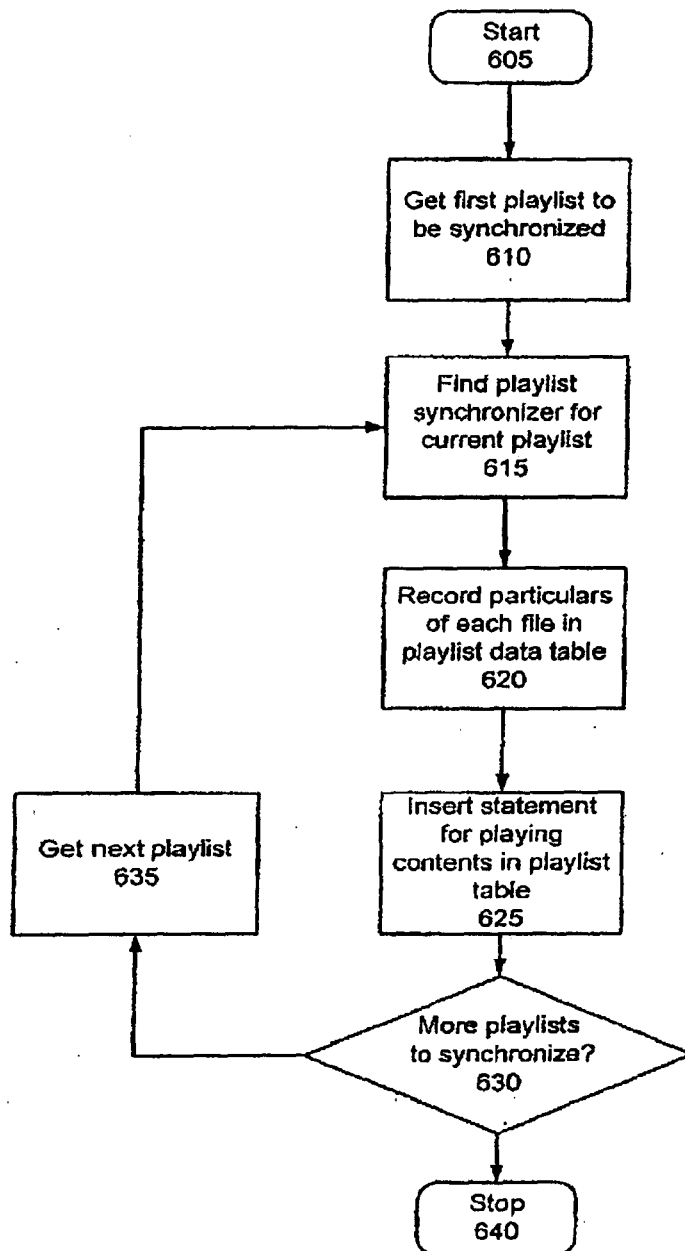 Start
605
Get first playlist to
be synchronized
610
Find playlist
synchronizer for
current playlist
615
Record particulars
of each file in
playlist data table
620
Insert statement
for playing
contents in playlist
table
625
Get next playlist
635
More playlists
to synchronize?
630
Stop
640